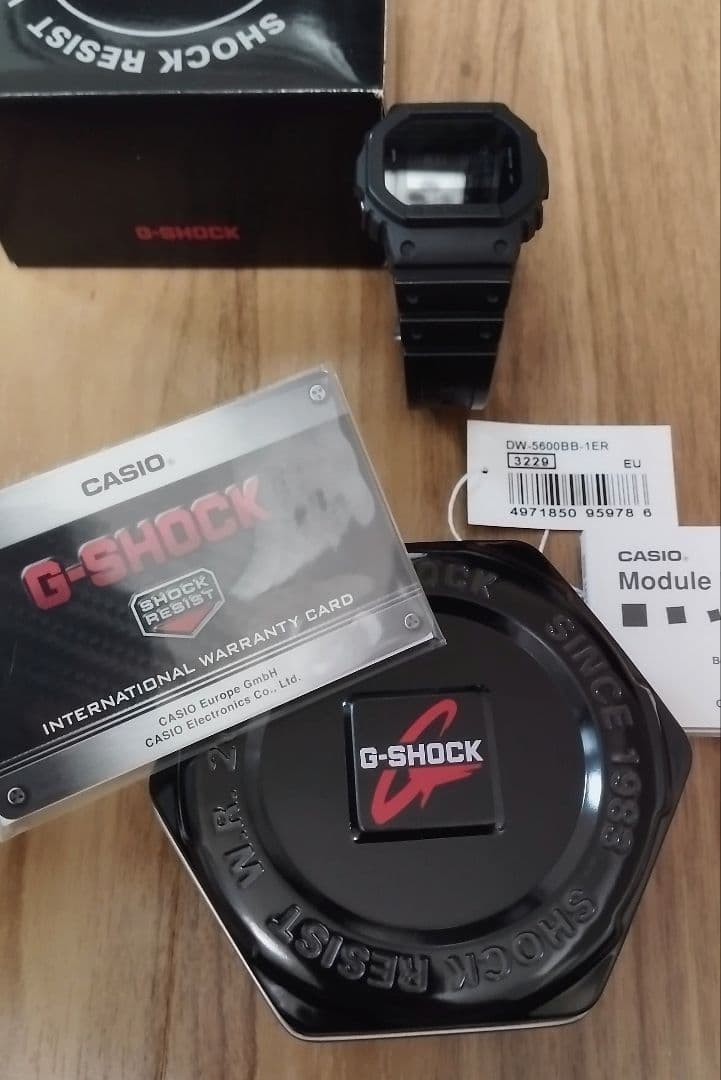 SHOCK RESIST
G-SHOCK
DW-5600BB-1ER
3229 EU
4971850 95978 6
CASIO®
Module
CASIO®
G-SHOCK
SHOCK
RESIST
INTERNATIONAL WARRANTY CARD
CASIO Europe GmbH
CASIO Electronics Co., Ltd.
SINCE 1983
SHOCK RESIST
W.R.
G-SHOCK